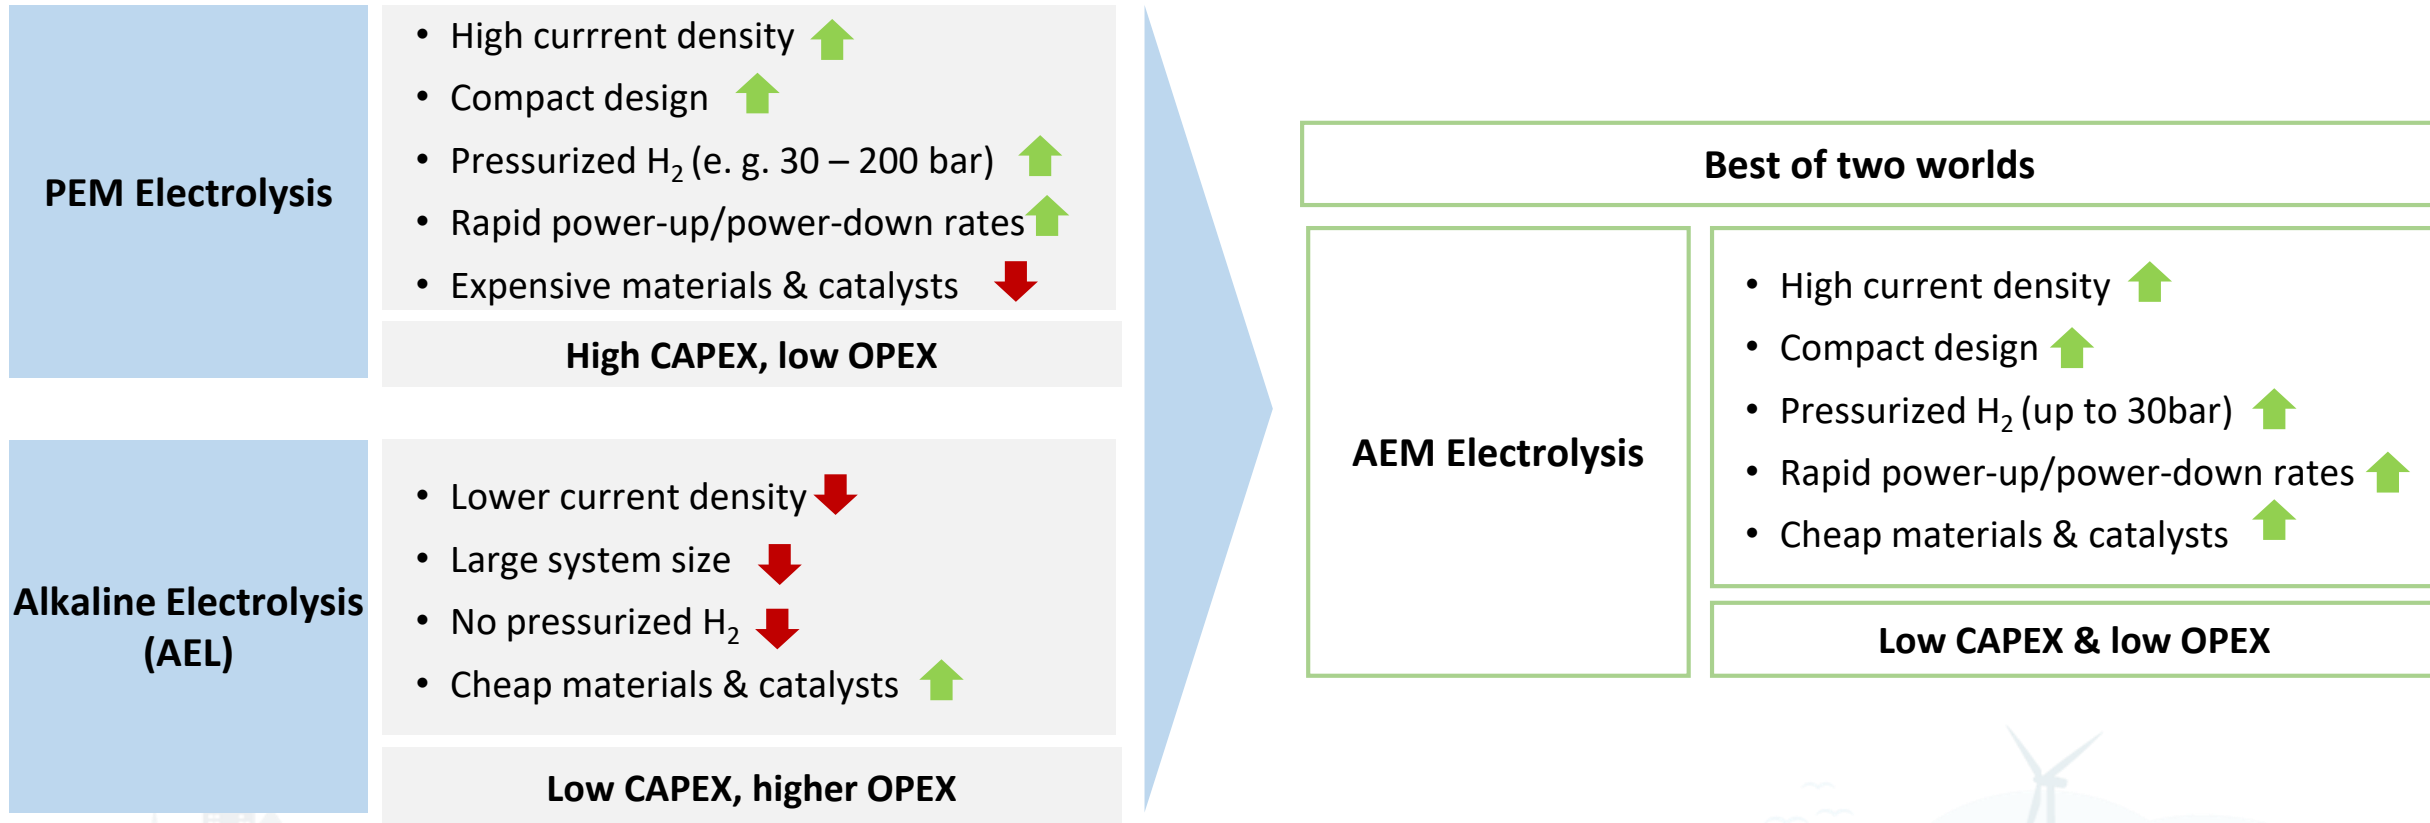 PEM Electrolysis
• High currrent density
• Compact design
• Pressurized H₂ (e. g. 30 – 200 bar)
• Rapid power-up/power-down rates
• Expensive materials & catalysts
High CAPEX, low OPEX
Alkaline Electrolysis
(AEL)
• Lower current density
• Large system size
• No pressurized H₂
• Cheap materials & catalysts
Low CAPEX, higher OPEX
Best of two worlds
AEM Electrolysis
• High current density
• Compact design
• Pressurized H₂ (up to 30bar)
• Rapid power-up/power-down rates
• Cheap materials & catalysts
Low CAPEX & low OPEX